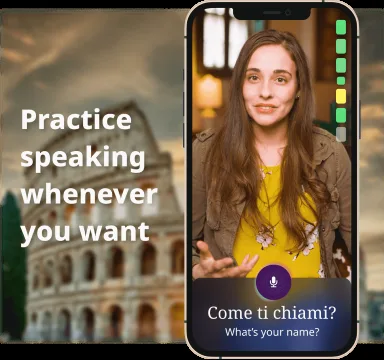 Practice
speaking
whenever
you want
Come ti chiami?
What's your name?